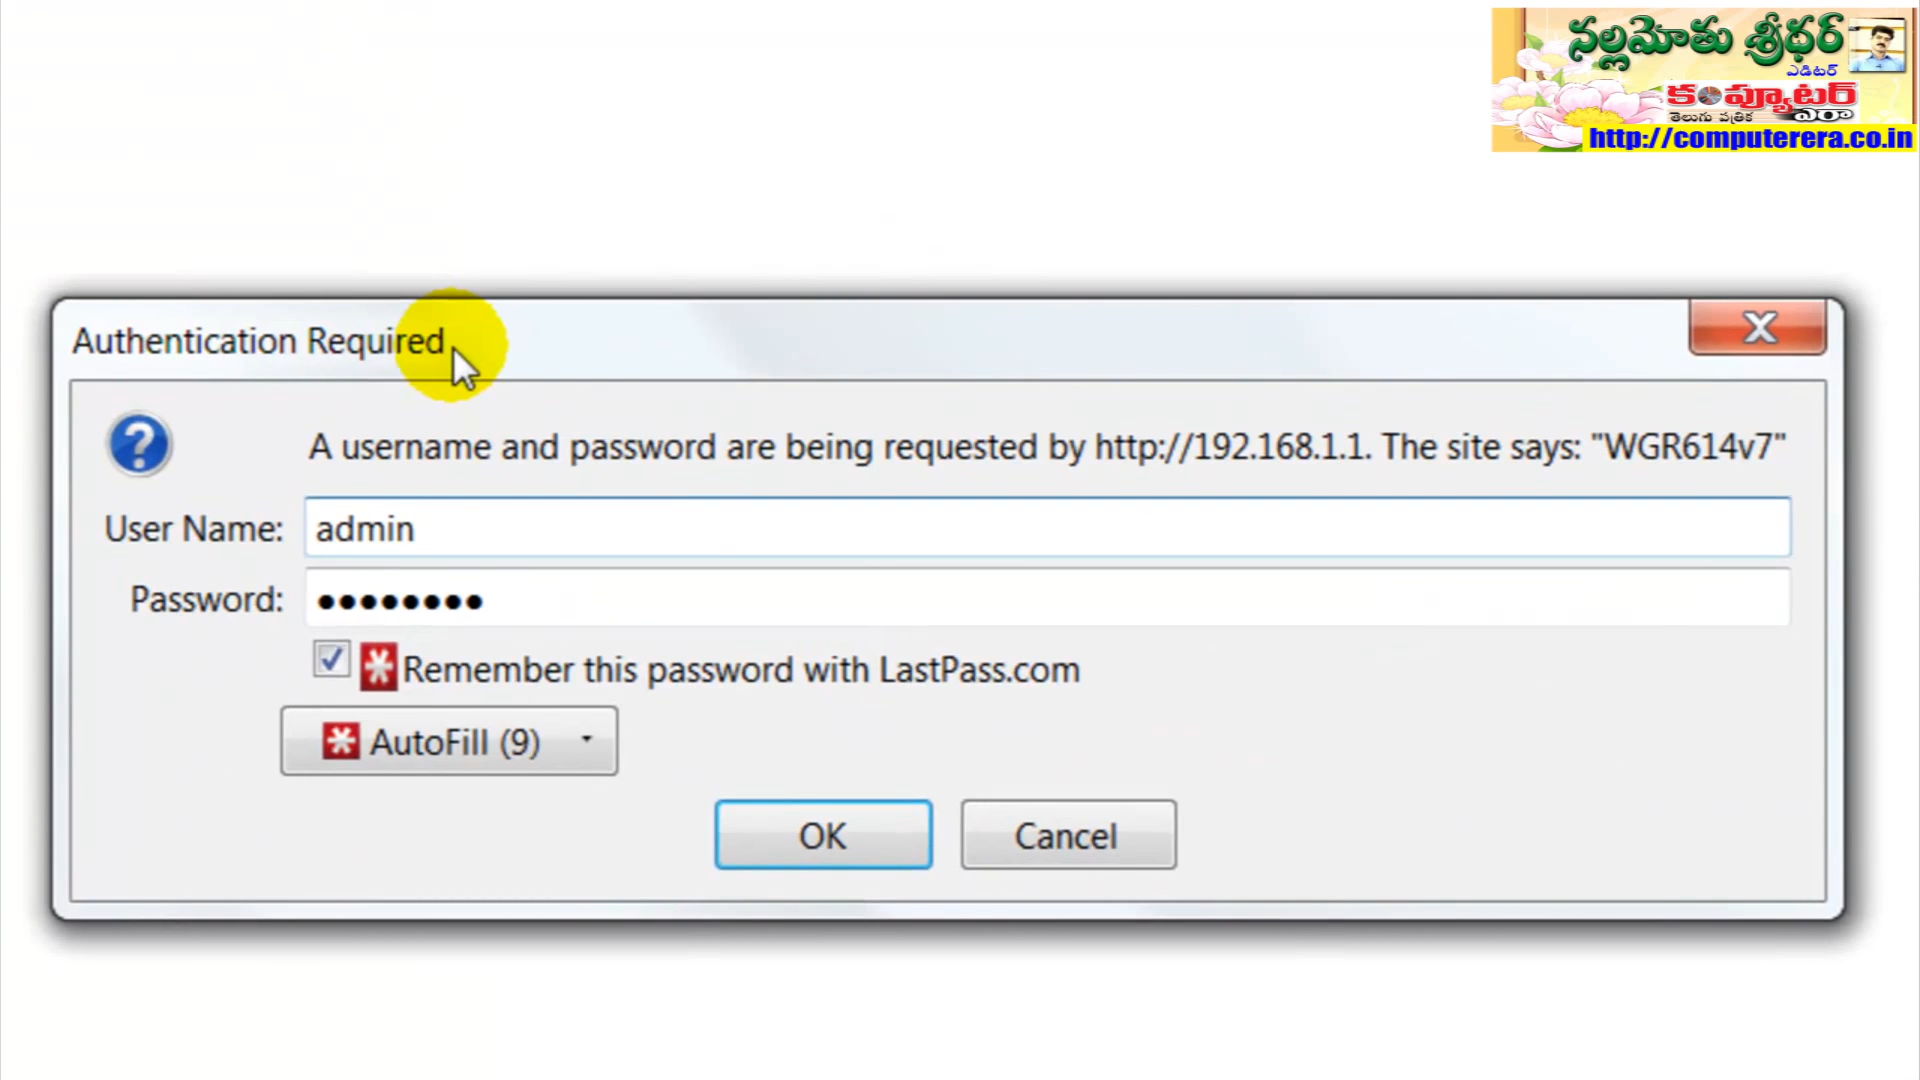 నల్లమోతు శ్రీధర్
ఎడిటర్
కంప్యూటర్
తెలుగు పత్రిక ఎరా
http://computerera.co.in
Authentication Required
A username and password are being requested by http://192.168.1.1. The site says: "WGR614v7"
User Name: admin
Password: ●●●●●●●●
Remember this password with LastPass.com
AutoFill (9)
OK Cancel